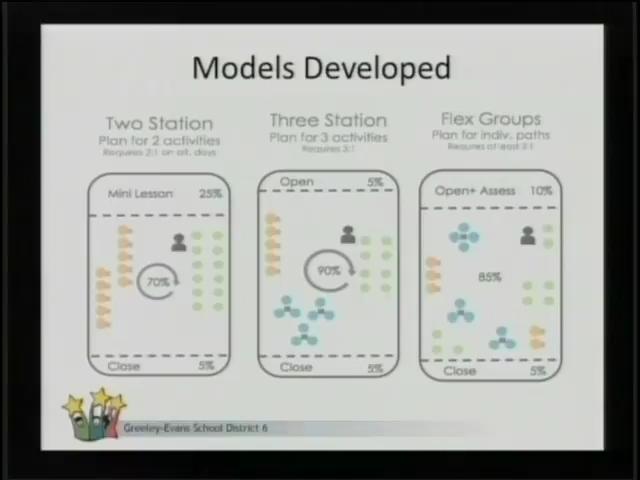 Models Developed
Two Station
Plan for 2 activities
Requires 2:1 on alt. days
Three Station
Plan for 3 activities
Requires 3:1
Flex Groups
Plan for indiv. paths
Requires at least 3:1
Mini Lesson 25%
70%
Close 5%
Open 5%
90%
Close 5%
Open+ Assess 10%
85%
Close 5%
Greeley-Evans School District 6